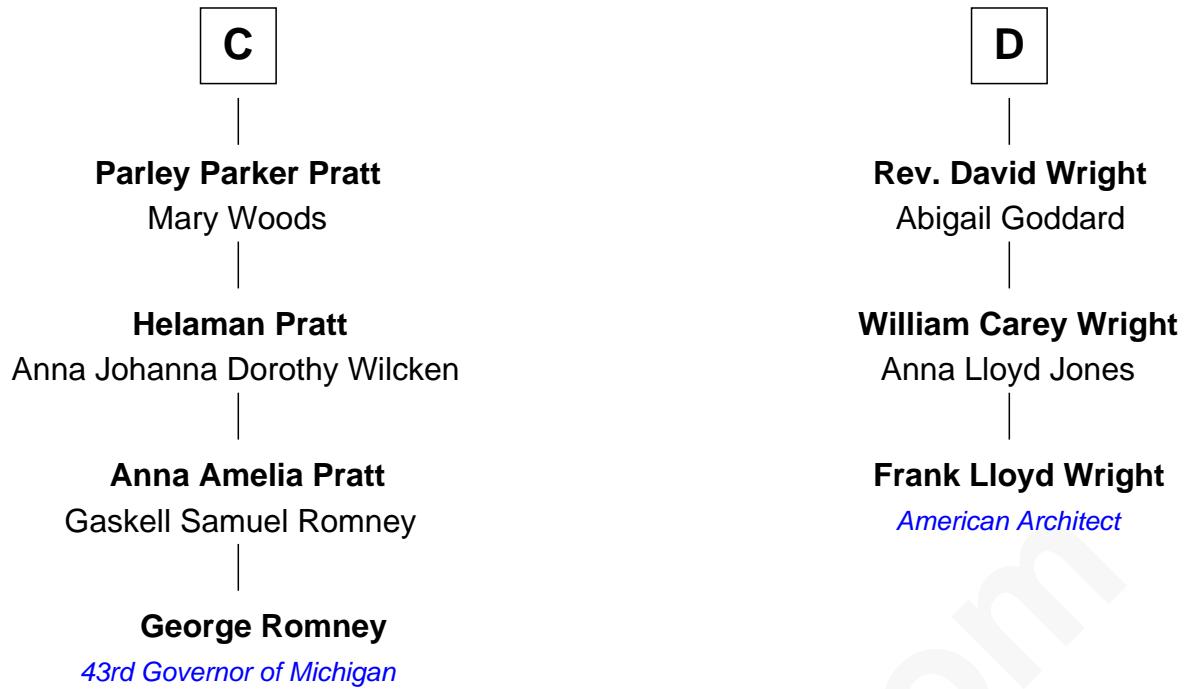 C
Parley Parker Pratt
Mary Woods
Helaman Pratt
Anna Johanna Dorothy Wilcken
Anna Amelia Pratt
Gaskell Samuel Romney
George Romney
43rd Governor of Michigan
D
Rev. David Wright
Abigail Goddard
William Carey Wright
Anna Lloyd Jones
Frank Lloyd Wright
American Architect
om